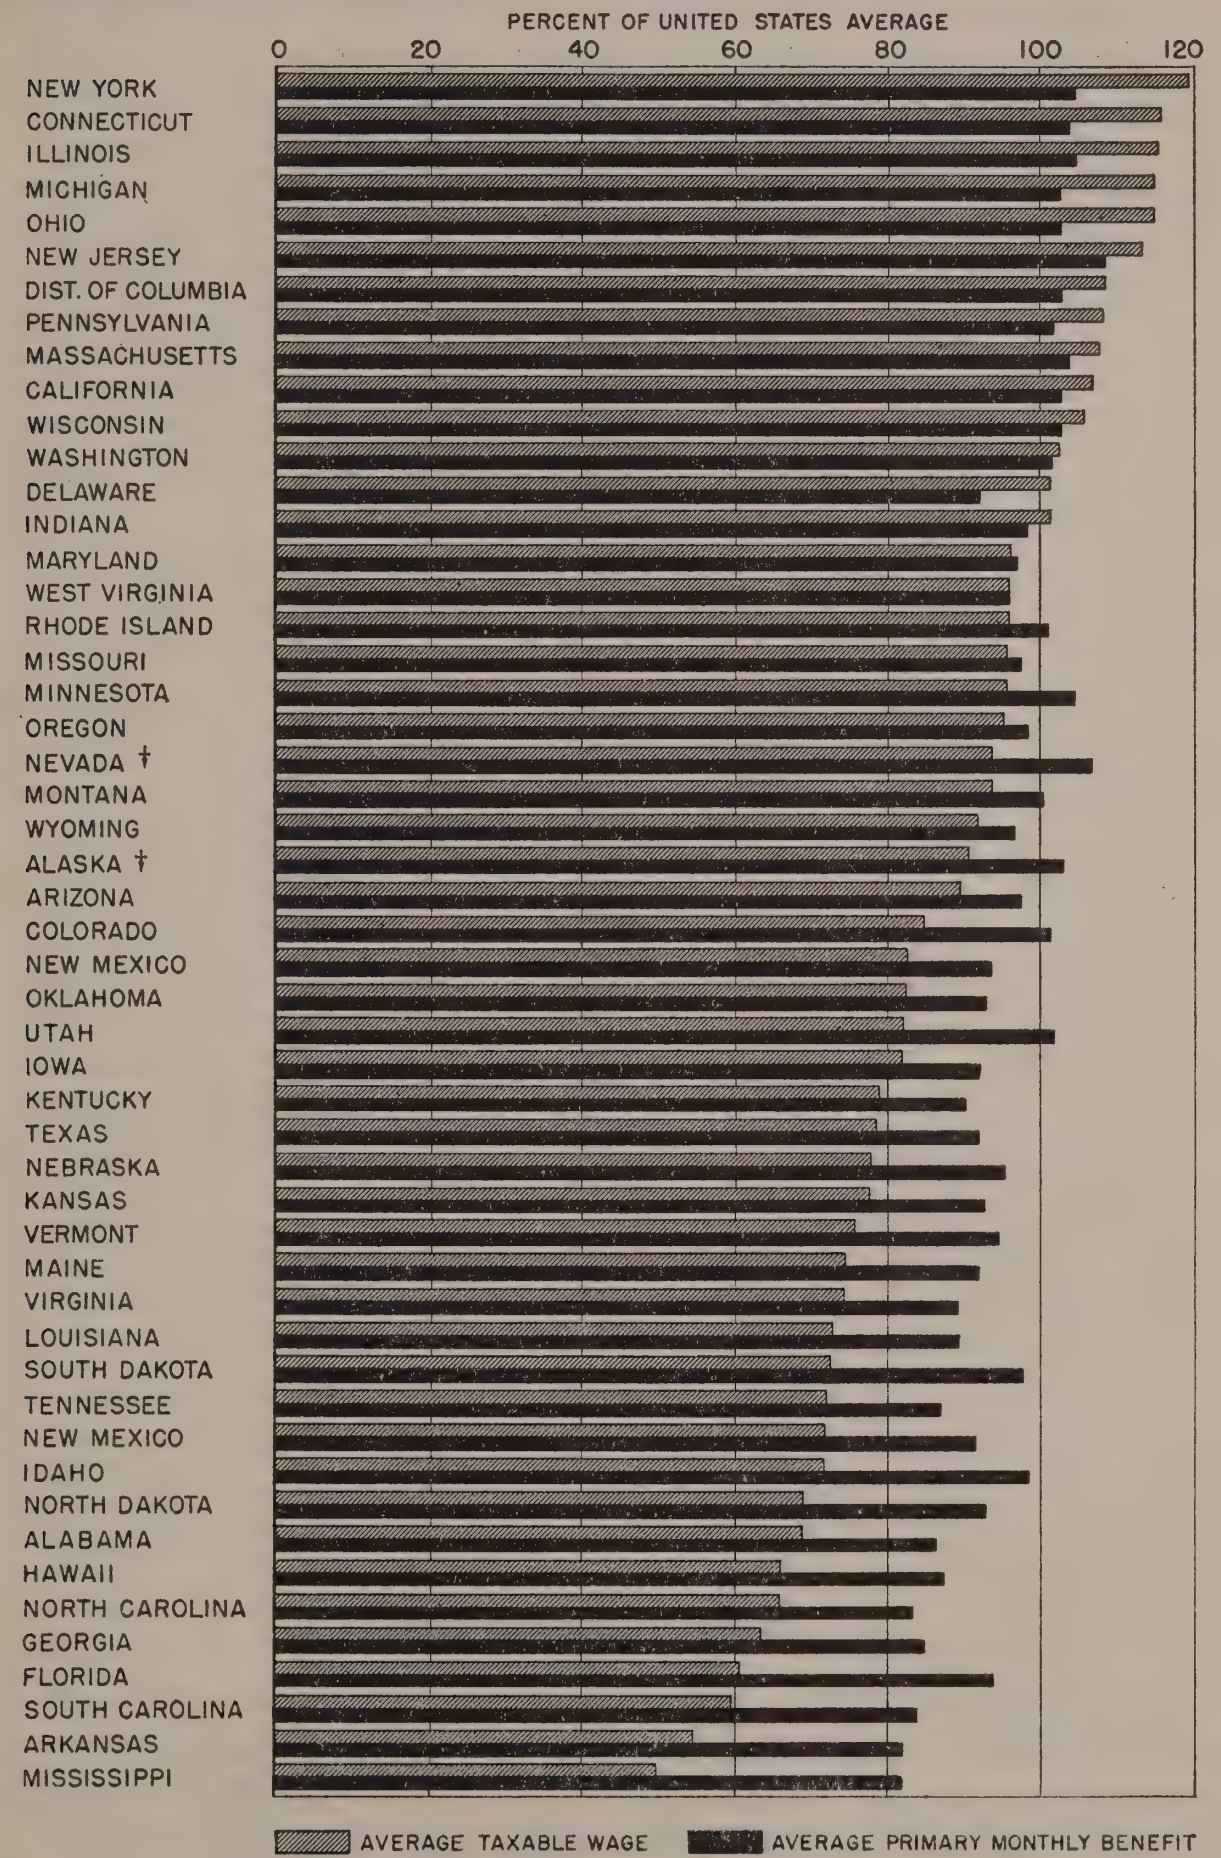 PERCENT OF UNITED STATES AVERAGE
0 20 40 60 80 100 120
NEW YORK
CONNECTICUT
ILLINOIS
MICHIGAN
OHIO
NEW JERSEY
DIST. OF COLUMBIA
PENNSYLVANIA
MASSACHUSETTS
CALIFORNIA
WISCONSIN
WASHINGTON
DELAWARE
INDIANA
MARYLAND
WEST VIRGINIA
RHODE ISLAND
MISSOURI
MINNESOTA
OREGON
NEVADA †
MONTANA
WYOMING
ALASKA †
ARIZONA
COLORADO
NEW MEXICO
OKLAHOMA
UTAH
IOWA
KENTUCKY
TEXAS
NEBRASKA
KANSAS
VERMONT
MAINE
VIRGINIA
LOUISIANA
SOUTH DAKOTA
TENNESSEE
NEW MEXICO
IDAHO
NORTH DAKOTA
ALABAMA
HAWAII
NORTH CAROLINA
GEORGIA
FLORIDA
SOUTH CAROLINA
ARKANSAS
MISSISSIPPI
AVERAGE TAXABLE WAGE AVERAGE PRIMARY MONTHLY BENEFIT